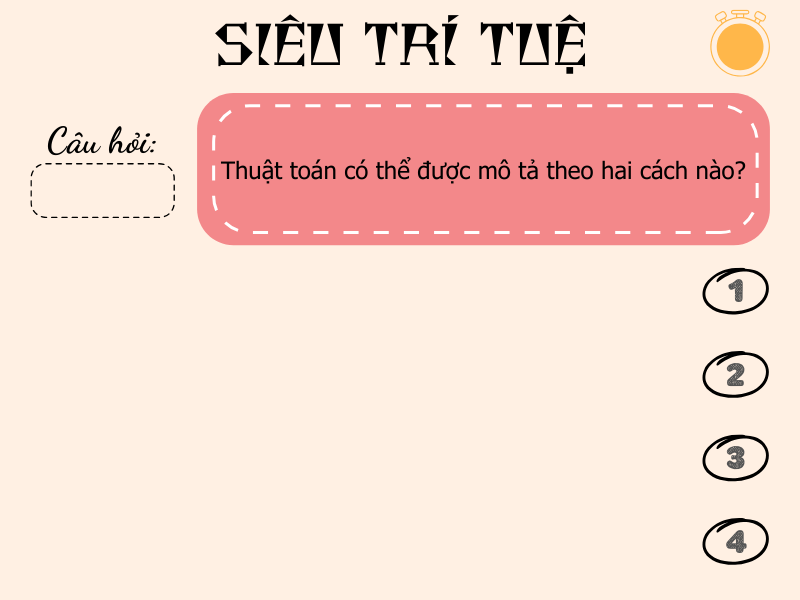 SIÊU TRÍ TUỆ
Câu hỏi:
Thuật toán có thể được mô tả theo hai cách nào?
1
2
3
4